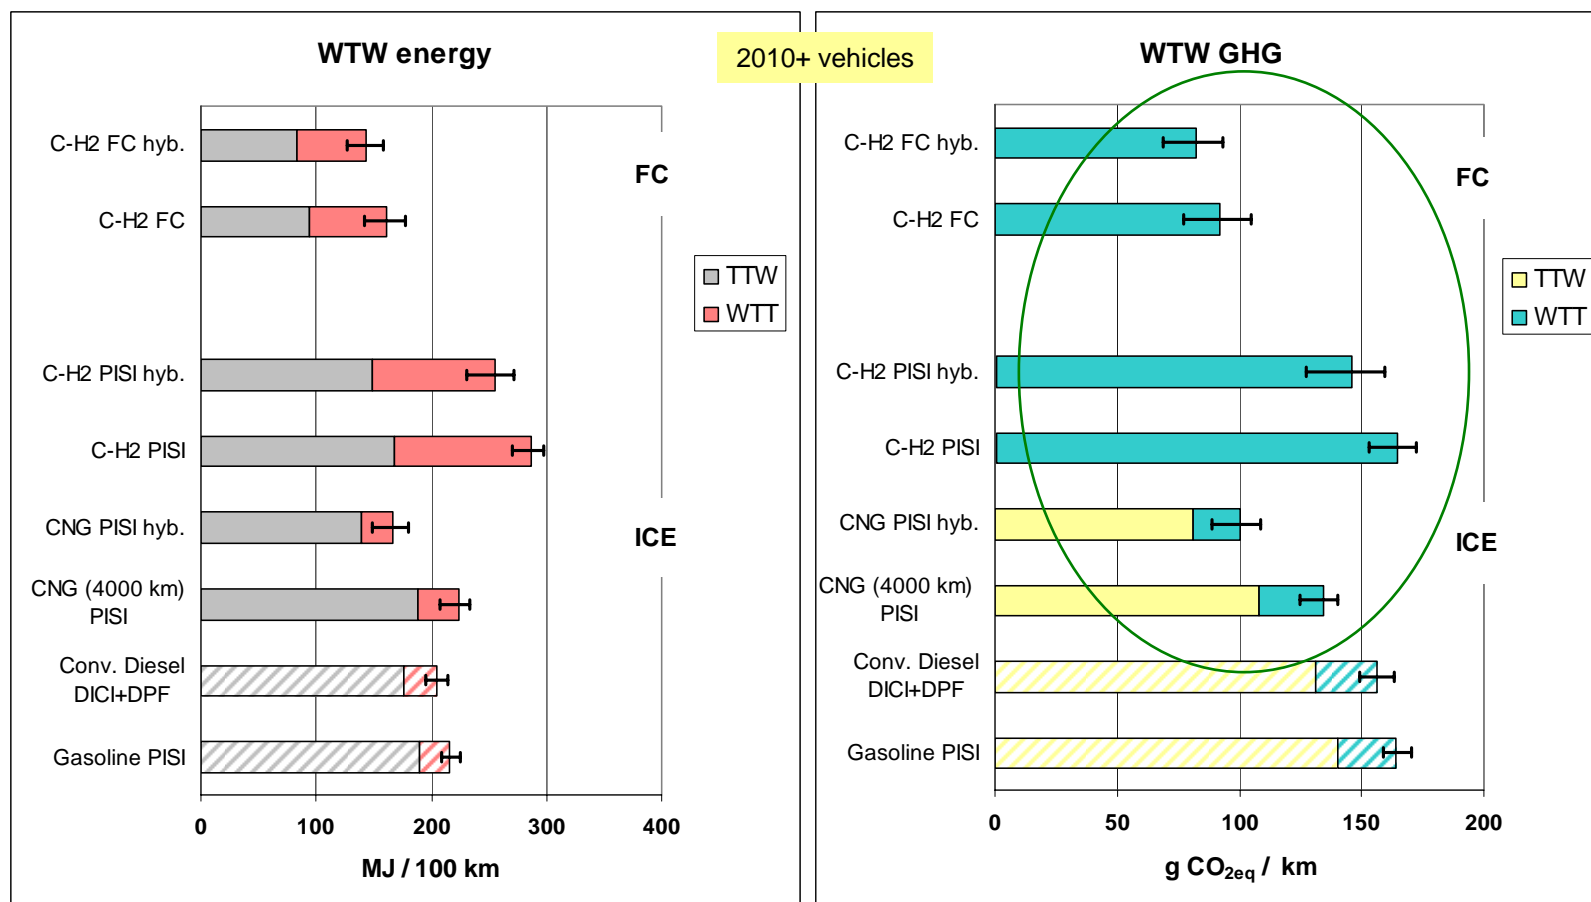 WTW energy
2010+ vehicles
WTW GHG
C-H2 FC hyb.
C-H2 FC
C-H2 PISI hyb.
C-H2 PISI
CNG PISI hyb.
CNG (4000 km)
PISI
Conv. Diesel
DICI+DPF
Gasoline PISI
FC
TTW
WTT
ICE
0 100 200 300 400
MJ / 100 km
C-H2 FC hyb.
C-H2 FC
C-H2 PISI hyb.
C-H2 PISI
CNG PISI hyb.
CNG (4000 km)
PISI
Conv. Diesel
DICI+DPF
Gasoline PISI
FC
TTW
WTT
ICE
0 50 100 150 200
g CO2eq / km